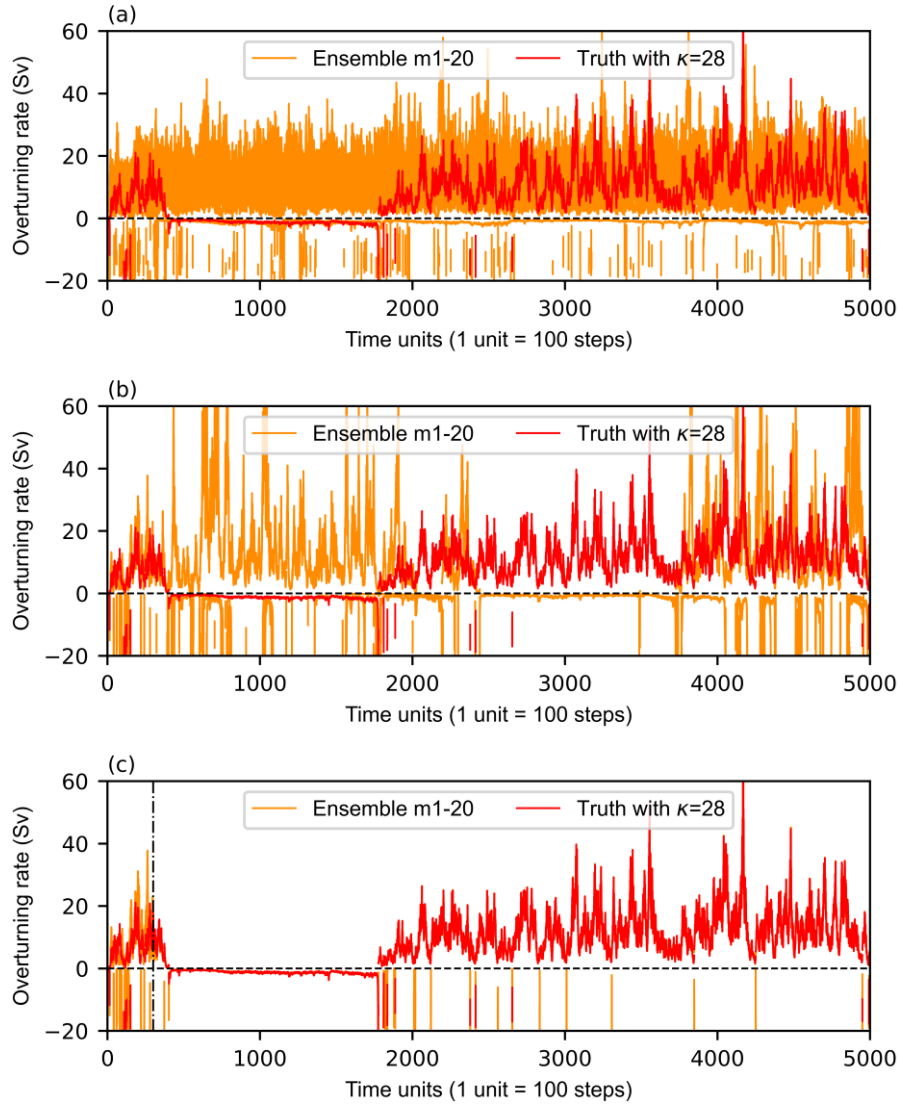 (a)
Overturning rate (Sv)
60
40
20
0
−20
Ensemble m1-20
Truth with κ=28
0 1000 2000 3000 4000 5000
Time units (1 unit = 100 steps)
(b)
Overturning rate (Sv)
60
40
20
0
−20
Ensemble m1-20
Truth with κ=28
0 1000 2000 3000 4000 5000
Time units (1 unit = 100 steps)
(c)
Overturning rate (Sv)
60
40
20
0
−20
Ensemble m1-20
Truth with κ=28
0 1000 2000 3000 4000 5000
Time units (1 unit = 100 steps)